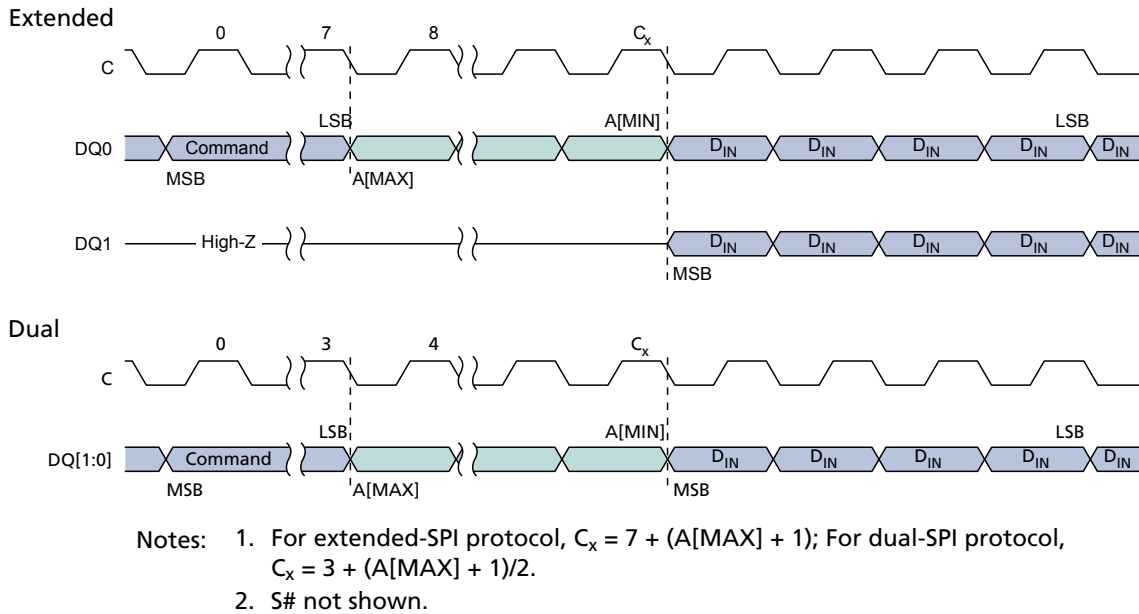 Extended
0 7 8 Cx
C
LSB A[MIN] LSB
DQ0 Command DIN DIN DIN DIN DIN
MSB A[MAX]
DQ1 High-Z DIN DIN DIN DIN DIN
MSB
Dual
0 3 4 Cx
C
LSB A[MIN] LSB
DQ[1:0] Command DIN DIN DIN DIN DIN
MSB A[MAX] MSB
Notes: 1. For extended-SPI protocol, Cx = 7 + (A[MAX] + 1); For dual-SPI protocol,
Cx = 3 + (A[MAX] + 1)/2.
2. S# not shown.